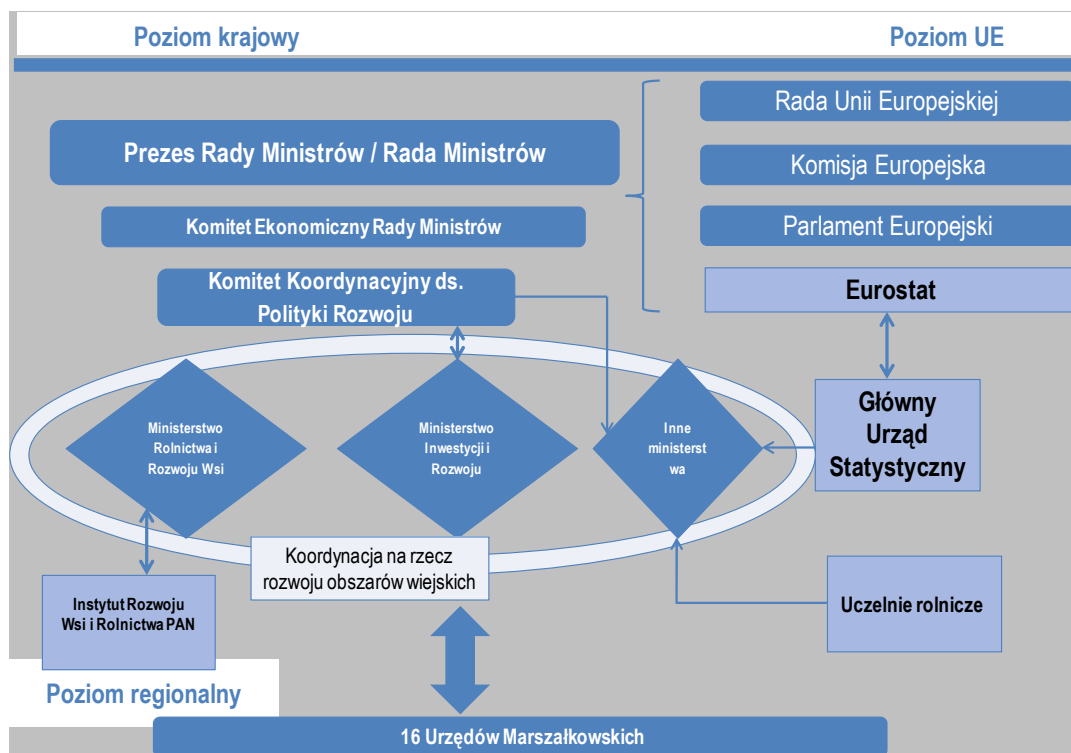 Poziom krajowy
Poziom UE
Rada Unii Europejskiej
Prezes Rady Ministrów / Rada Ministrów
Komisja Europejska
Komitet Ekonomiczny Rady Ministrów
Parlament Europejski
Komitet Koordynacyjny ds.
Polityki Rozwoju
Eurostat
Ministerstwo
Rolnictwa i
Rozwoju Wsi
Ministerstwo
Inwestycji i
Rozwoju
Inne
ministerst
wa
Główny
Urząd
Statystyczny
Koordynacja na rzecz
rozwoju obszarów wiejskich
Instytut Rozwoju
Wsi i Rolnictwa PAN
Uczelnie rolnicze
Poziom regionalny
16 Urzędów Marszałkowskich